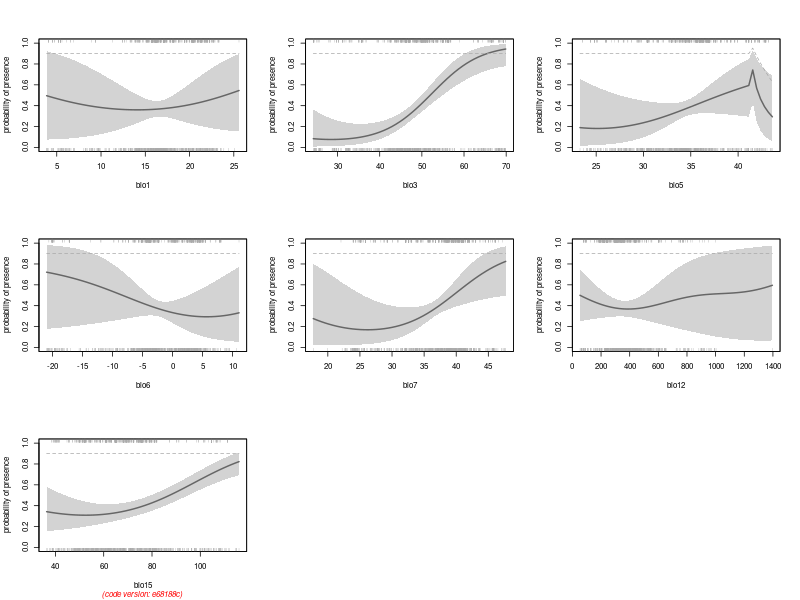 probability of presence
0.0 0.2 0.4 0.6 0.8 1.0
5 10 15 20 25
bio1
probability of presence
0.0 0.2 0.4 0.6 0.8 1.0
30 40 50 60 70
bio3
probability of presence
0.0 0.2 0.4 0.6 0.8 1.0
25 30 35 40
bio5
probability of presence
0.0 0.2 0.4 0.6 0.8 1.0
-20 -15 -10 -5 0 5 10
bio6
probability of presence
0.0 0.2 0.4 0.6 0.8 1.0
20 25 30 35 40 45
bio7
probability of presence
0.0 0.2 0.4 0.6 0.8 1.0
0 200 400 600 800 1000 1200 1400
bio12
probability of presence
0.0 0.2 0.4 0.6 0.8 1.0
40 60 80 100
bio15
(code version: e68188c)